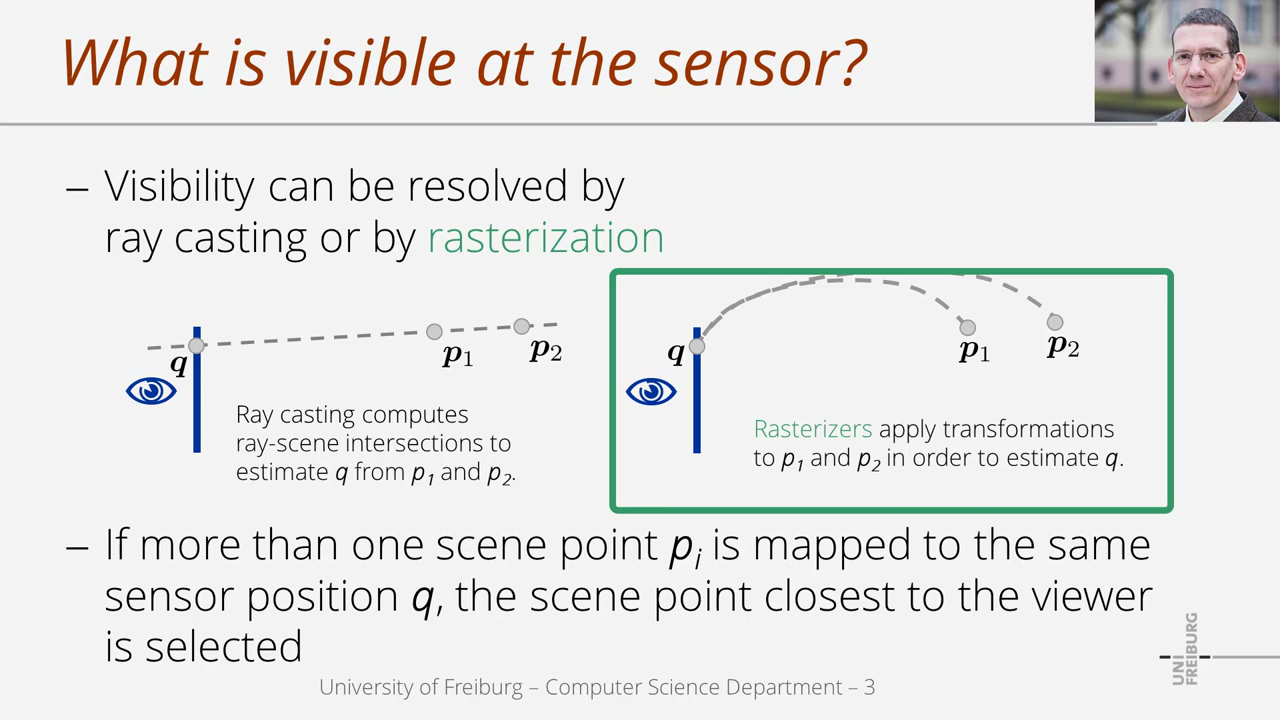 What is visible at the sensor?
– Visibility can be resolved by
ray casting or by rasterization
q
p1
p2
Ray casting computes
ray-scene intersections to
estimate q from p1 and p2.
q
p1
p2
Rasterizers apply transformations
to p1 and p2 in order to estimate q.
– If more than one scene point pi is mapped to the same
sensor position q, the scene point closest to the viewer
is selected
University of Freiburg – Computer Science Department – 3
UNI
FREIBURG